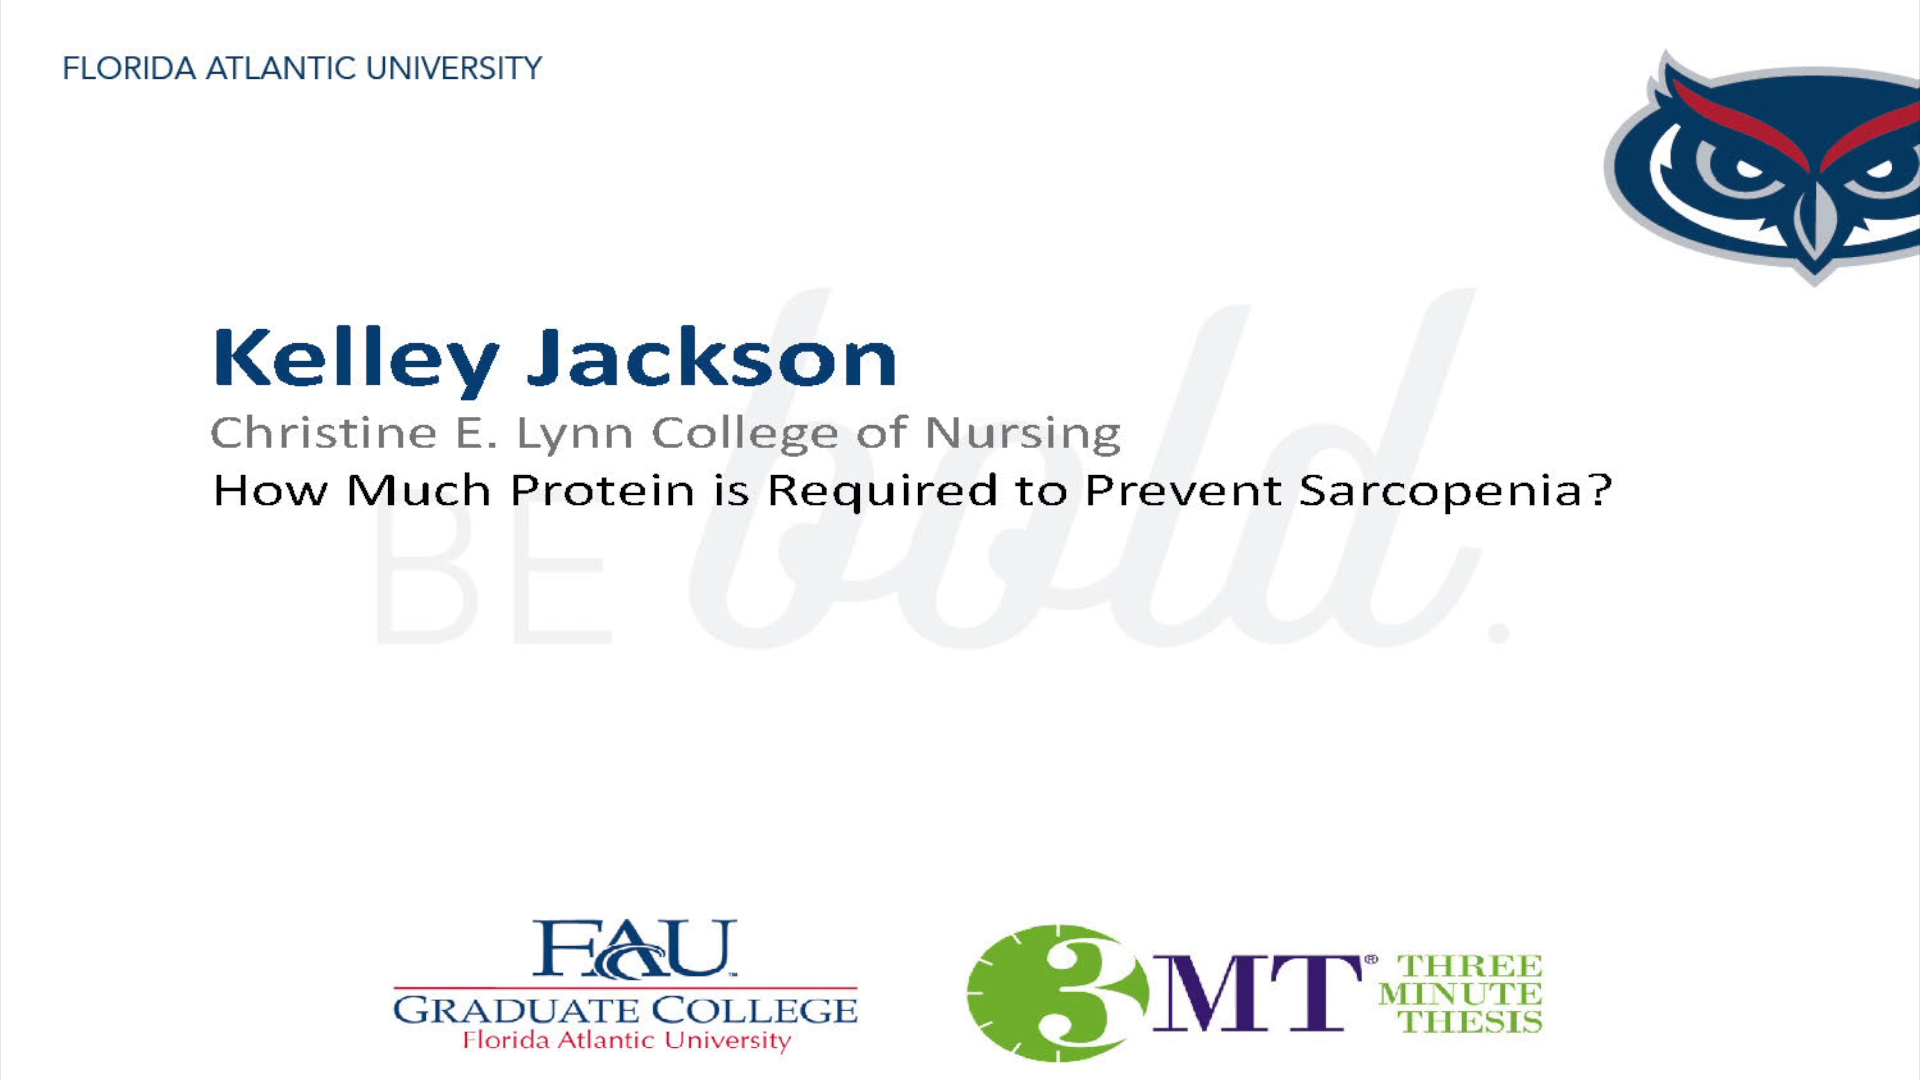 FLORIDA ATLANTIC UNIVERSITY
Kelley Jackson
Christine E. Lynn College of Nursing
How Much Protein is Required to Prevent Sarcopenia?
BE bold.
FAU™
GRADUATE COLLEGE
Florida Atlantic University
3MT®
THREE
MINUTE
THESIS